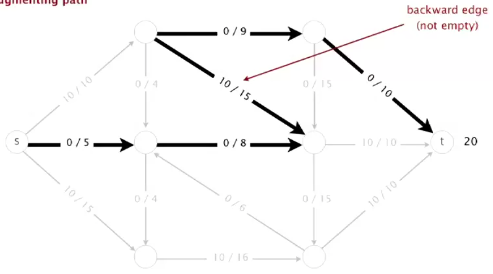 augmenting path
backward edge
(not empty)
0 / 9
10 / 10
0 / 4
10 / 15
0 / 15
0 / 10
s
0 / 5
0 / 8
10 / 10
t
20
10 / 15
0 / 4
0 / 6
0 / 15
10 / 10
10 / 16